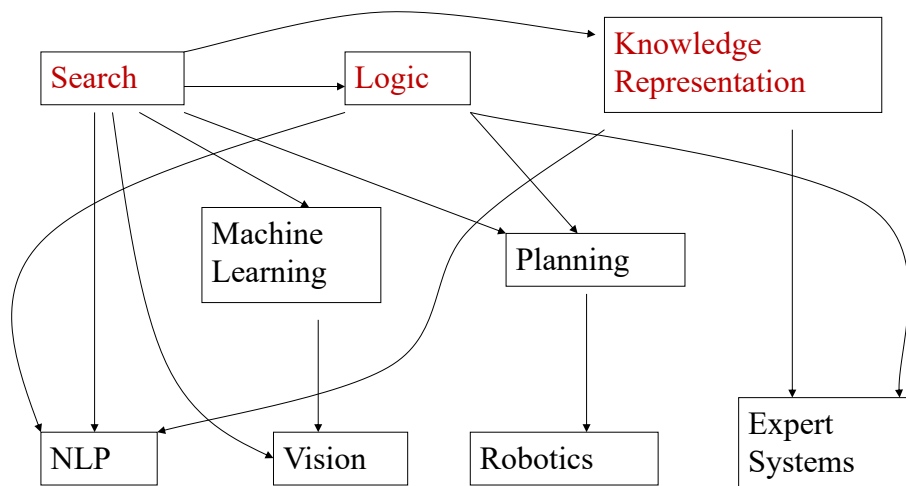 Search
Logic
Knowledge
Representation
Machine
Learning
Planning
NLP
Vision
Robotics
Expert
Systems